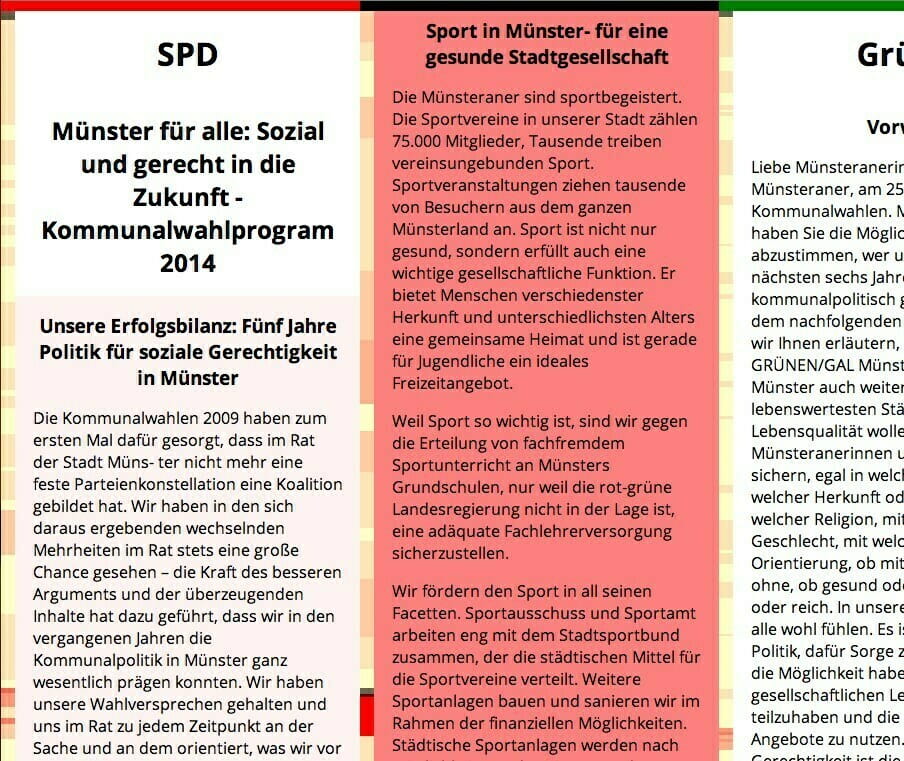 SPD
Münster für alle: Sozial
und gerecht in die
Zukunft -
Kommunalwahlprogram
2014
Unsere Erfolgsbilanz: Fünf Jahre
Politik für soziale Gerechtigkeit
in Münster
Die Kommunalwahlen 2009 haben zum
ersten Mal dafür gesorgt, dass im Rat
der Stadt Müns- ter nicht mehr eine
feste Parteienkonstellation eine Koalition
gebildet hat. Wir haben in den sich
daraus ergebenden wechselnden
Mehrheiten im Rat stets eine große
Chance gesehen – die Kraft des besseren
Arguments und der überzeugenden
Inhalte hat dazu geführt, dass wir in den
vergangenen Jahren die
Kommunalpolitik in Münster ganz
wesentlich prägen konnten. Wir haben
unsere Wahlversprechen gehalten und
uns im Rat zu jedem Zeitpunkt an der
Sache und an dem orientiert, was wir vor
Sport in Münster- für eine
gesunde Stadtgesellschaft
Die Münsteraner sind sportbegeistert.
Die Sportvereine in unserer Stadt zählen
75.000 Mitglieder, Tausende treiben
vereinsungebunden Sport.
Sportveranstaltungen ziehen tausende
von Besuchern aus dem ganzen
Münsterland an. Sport ist nicht nur
gesund, sondern erfüllt auch eine
wichtige gesellschaftliche Funktion. Er
bietet Menschen verschiedenster
Herkunft und unterschiedlichsten Alters
eine gemeinsame Heimat und ist gerade
für Jugendliche ein ideales
Freizeitangebot.
Weil Sport so wichtig ist, sind wir gegen
die Erteilung von fachfremdem
Sportunterricht an Münsters
Grundschulen, nur weil die rot-grüne
Landesregierung nicht in der Lage ist,
eine adäquate Fachlehrerversorgung
sicherzustellen.
Wir fördern den Sport in all seinen
Facetten. Sportausschuss und Sportamt
arbeiten eng mit dem Stadtsportbund
zusammen, der die städtischen Mittel für
die Sportvereine verteilt. Weitere
Sportanlagen bauen und sanieren wir im
Rahmen der finanziellen Möglichkeiten.
Städtische Sportanlagen werden nach
Grü
Vorw
Liebe Münsteranerin
Münsteraner, am 25
Kommunalwahlen. M
haben Sie die Möglic
abzustimmen, wer u
nächsten sechs Jahre
kommunalpolitisch g
dem nachfolgenden
wir Ihnen erläutern,
GRÜNEN/GAL Münst
Münster auch weiter
lebenswertesten Stä
Lebensqualität wolle
Münsteranerinnen u
sichern, egal in welch
welcher Herkunft od
welcher Religion, mit
Geschlecht, mit welc
Orientierung, ob mit
ohne, ob gesund ode
oder reich. In unsere
alle wohl fühlen. Es is
Politik, dafür Sorge z
die Möglichkeit habe
gesellschaftlichen Le
teilzuhaben und die
Angebote zu nutzen.
Gerechtigkeit ist die